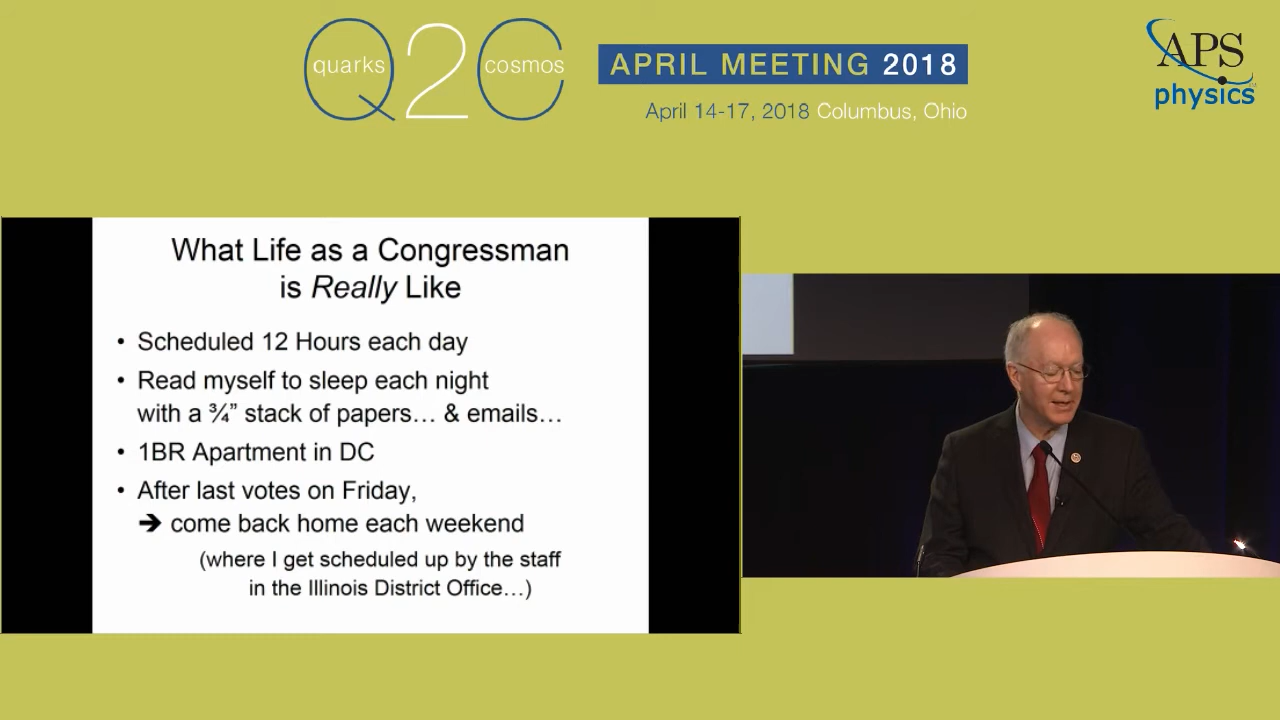 quarks Q2C cosmos
APRIL MEETING 2018
April 14-17, 2018 Columbus, Ohio
APS
physics
What Life as a Congressman
is Really Like
• Scheduled 12 Hours each day
• Read myself to sleep each night
with a ¾” stack of papers… & emails…
• 1BR Apartment in DC
• After last votes on Friday,
➔ come back home each weekend
(where I get scheduled up by the staff
in the Illinois District Office…)